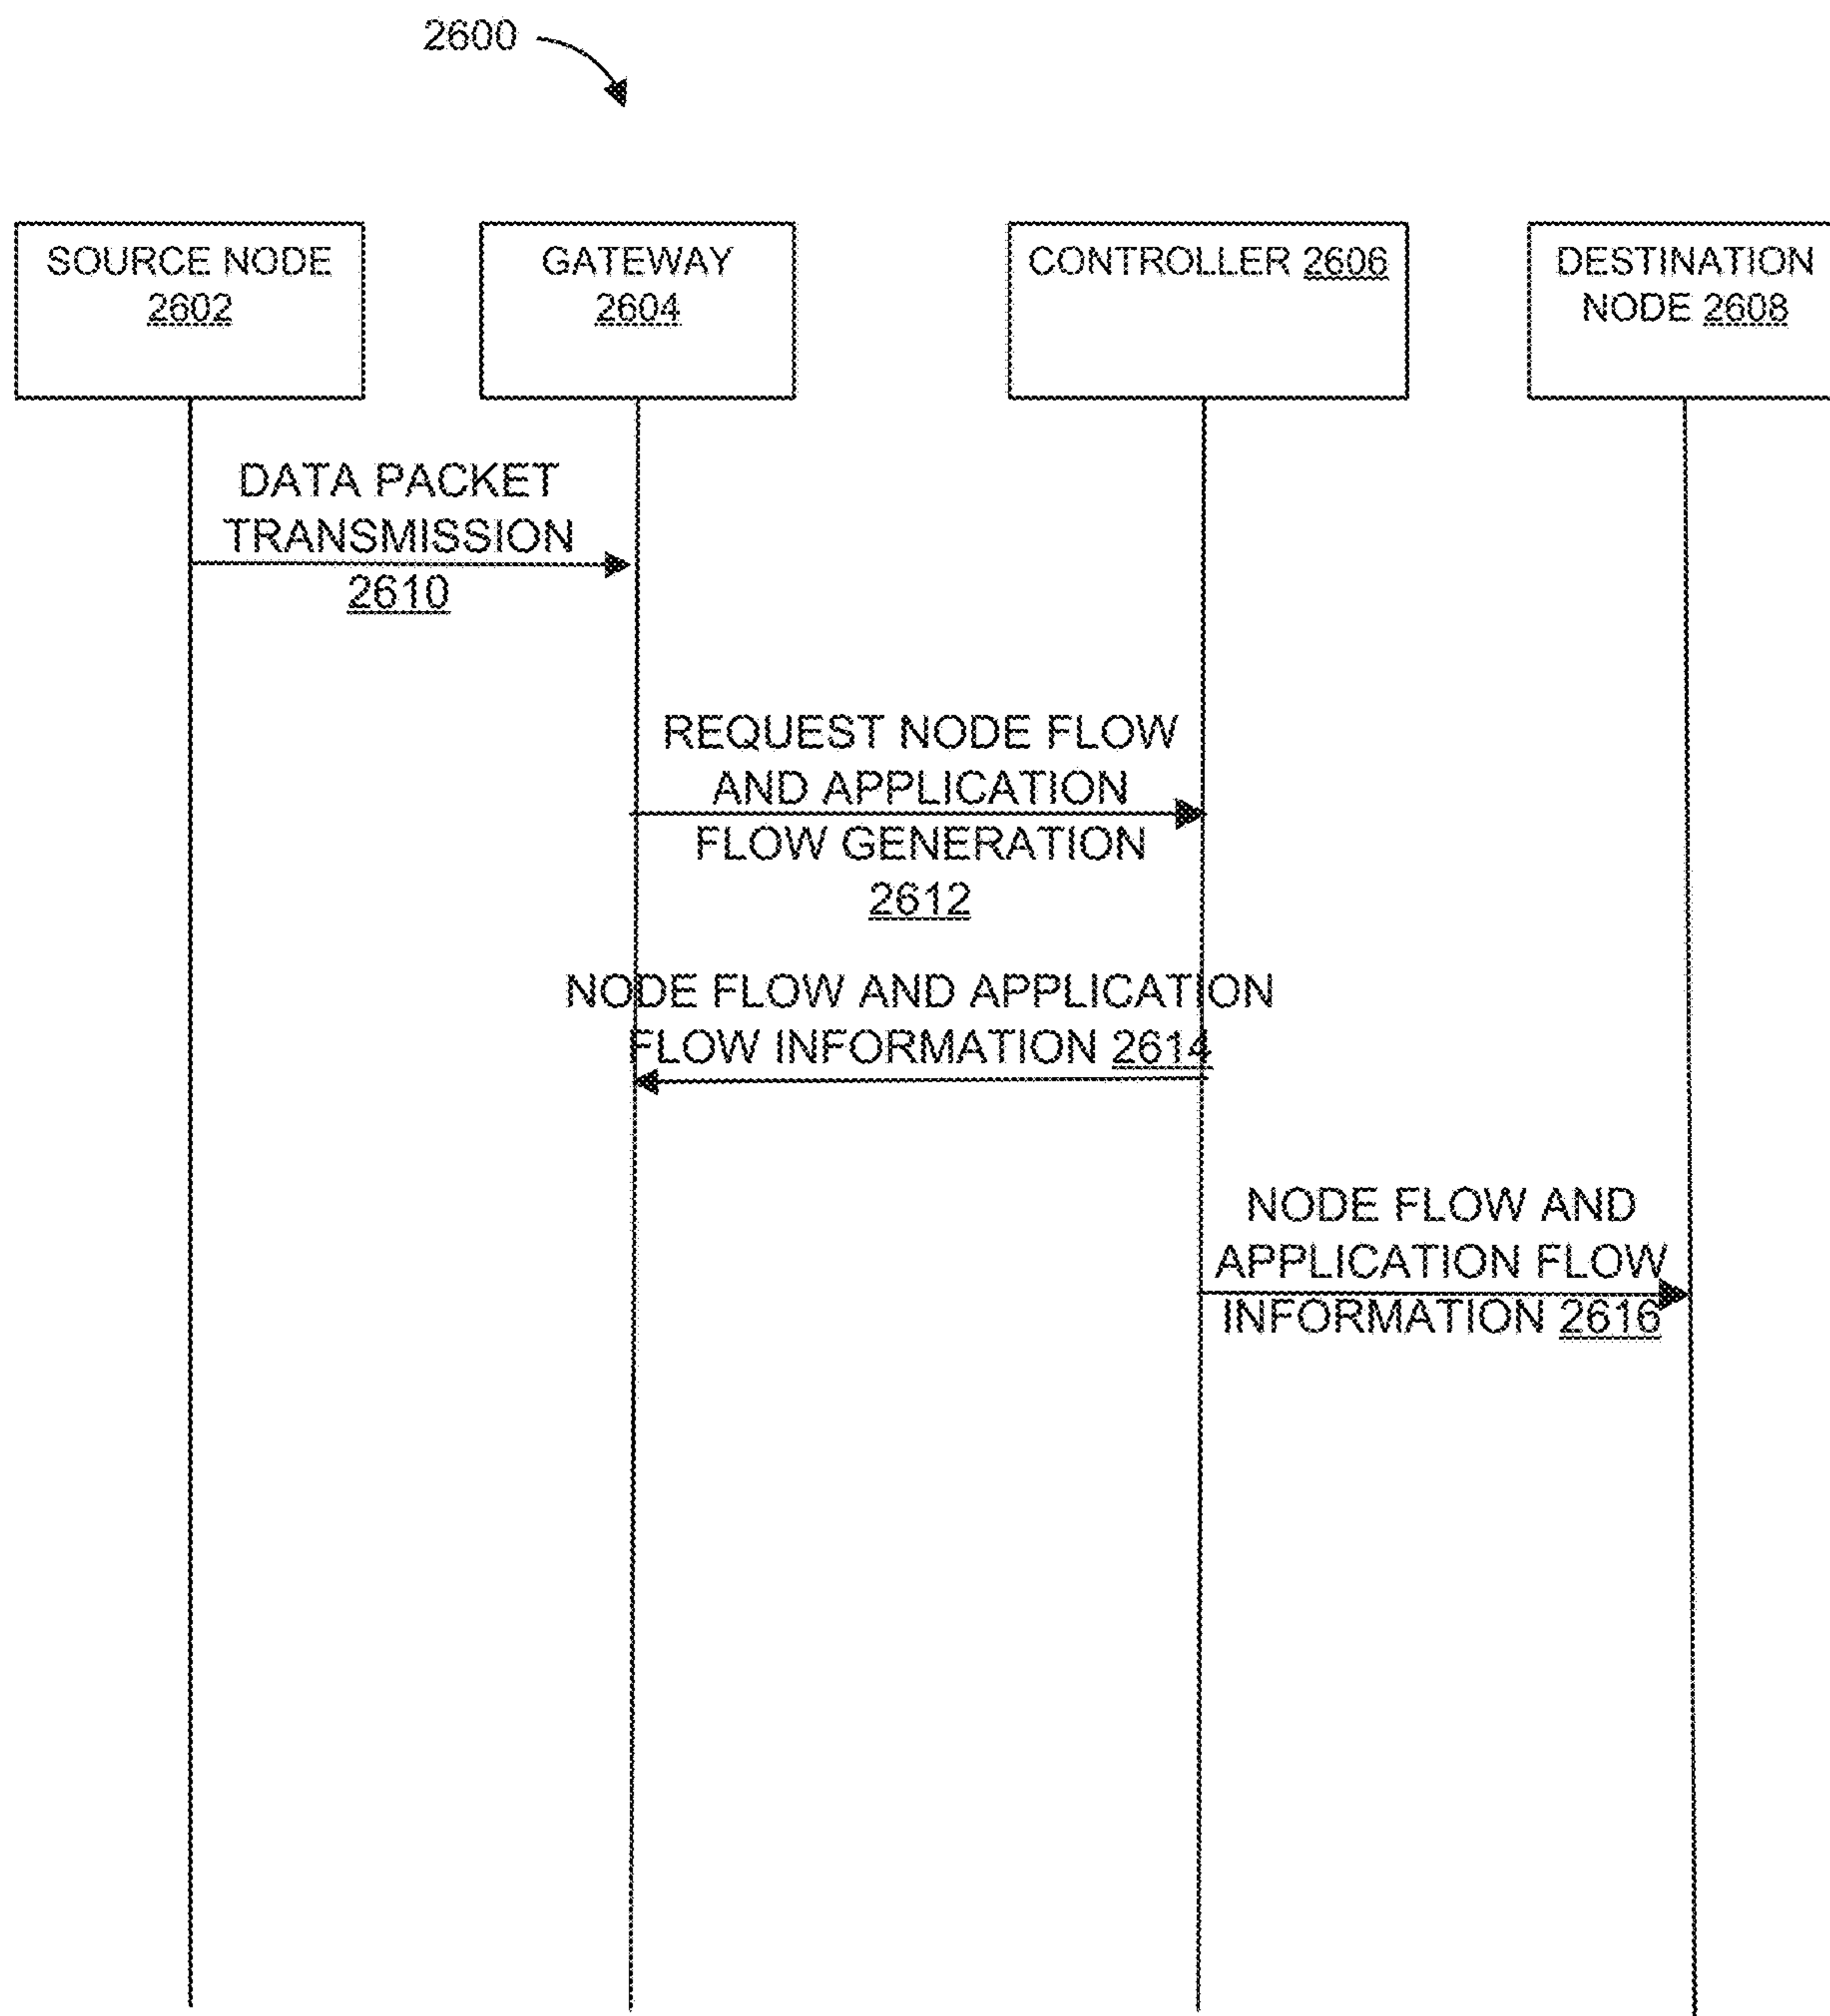 2600
SOURCE NODE
2602
GATEWAY
2604
CONTROLLER 2606
DESTINATION
NODE 2608
DATA PACKET
TRANSMISSION
2610
REQUEST NODE FLOW
AND APPLICATION
FLOW GENERATION
2612
NODE FLOW AND APPLICATION
FLOW INFORMATION 2614
NODE FLOW AND
APPLICATION FLOW
INFORMATION 2616